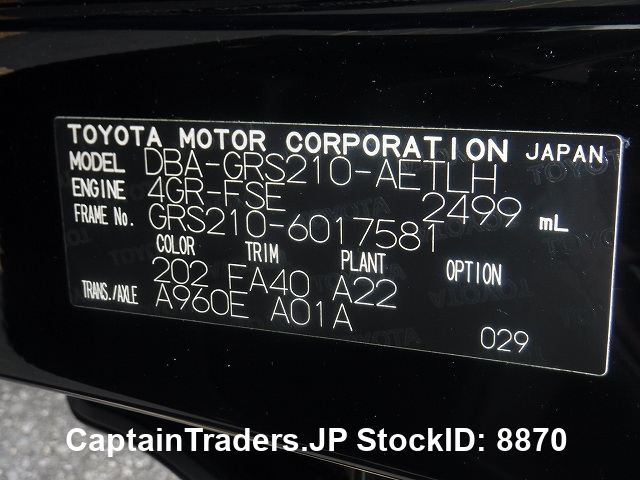 TOYOTA MOTOR CORPORATION JAPAN
MODEL DBA-GRS210-AETLH
ENGINE 4GR-FSE 2499 mL
FRAME No. GRS210-6017581
COLOR TRIM PLANT OPTION
202 FA40 A22
TRANS./AXLE A960E A01A
029
CaptainTraders.JP StockID: 8870